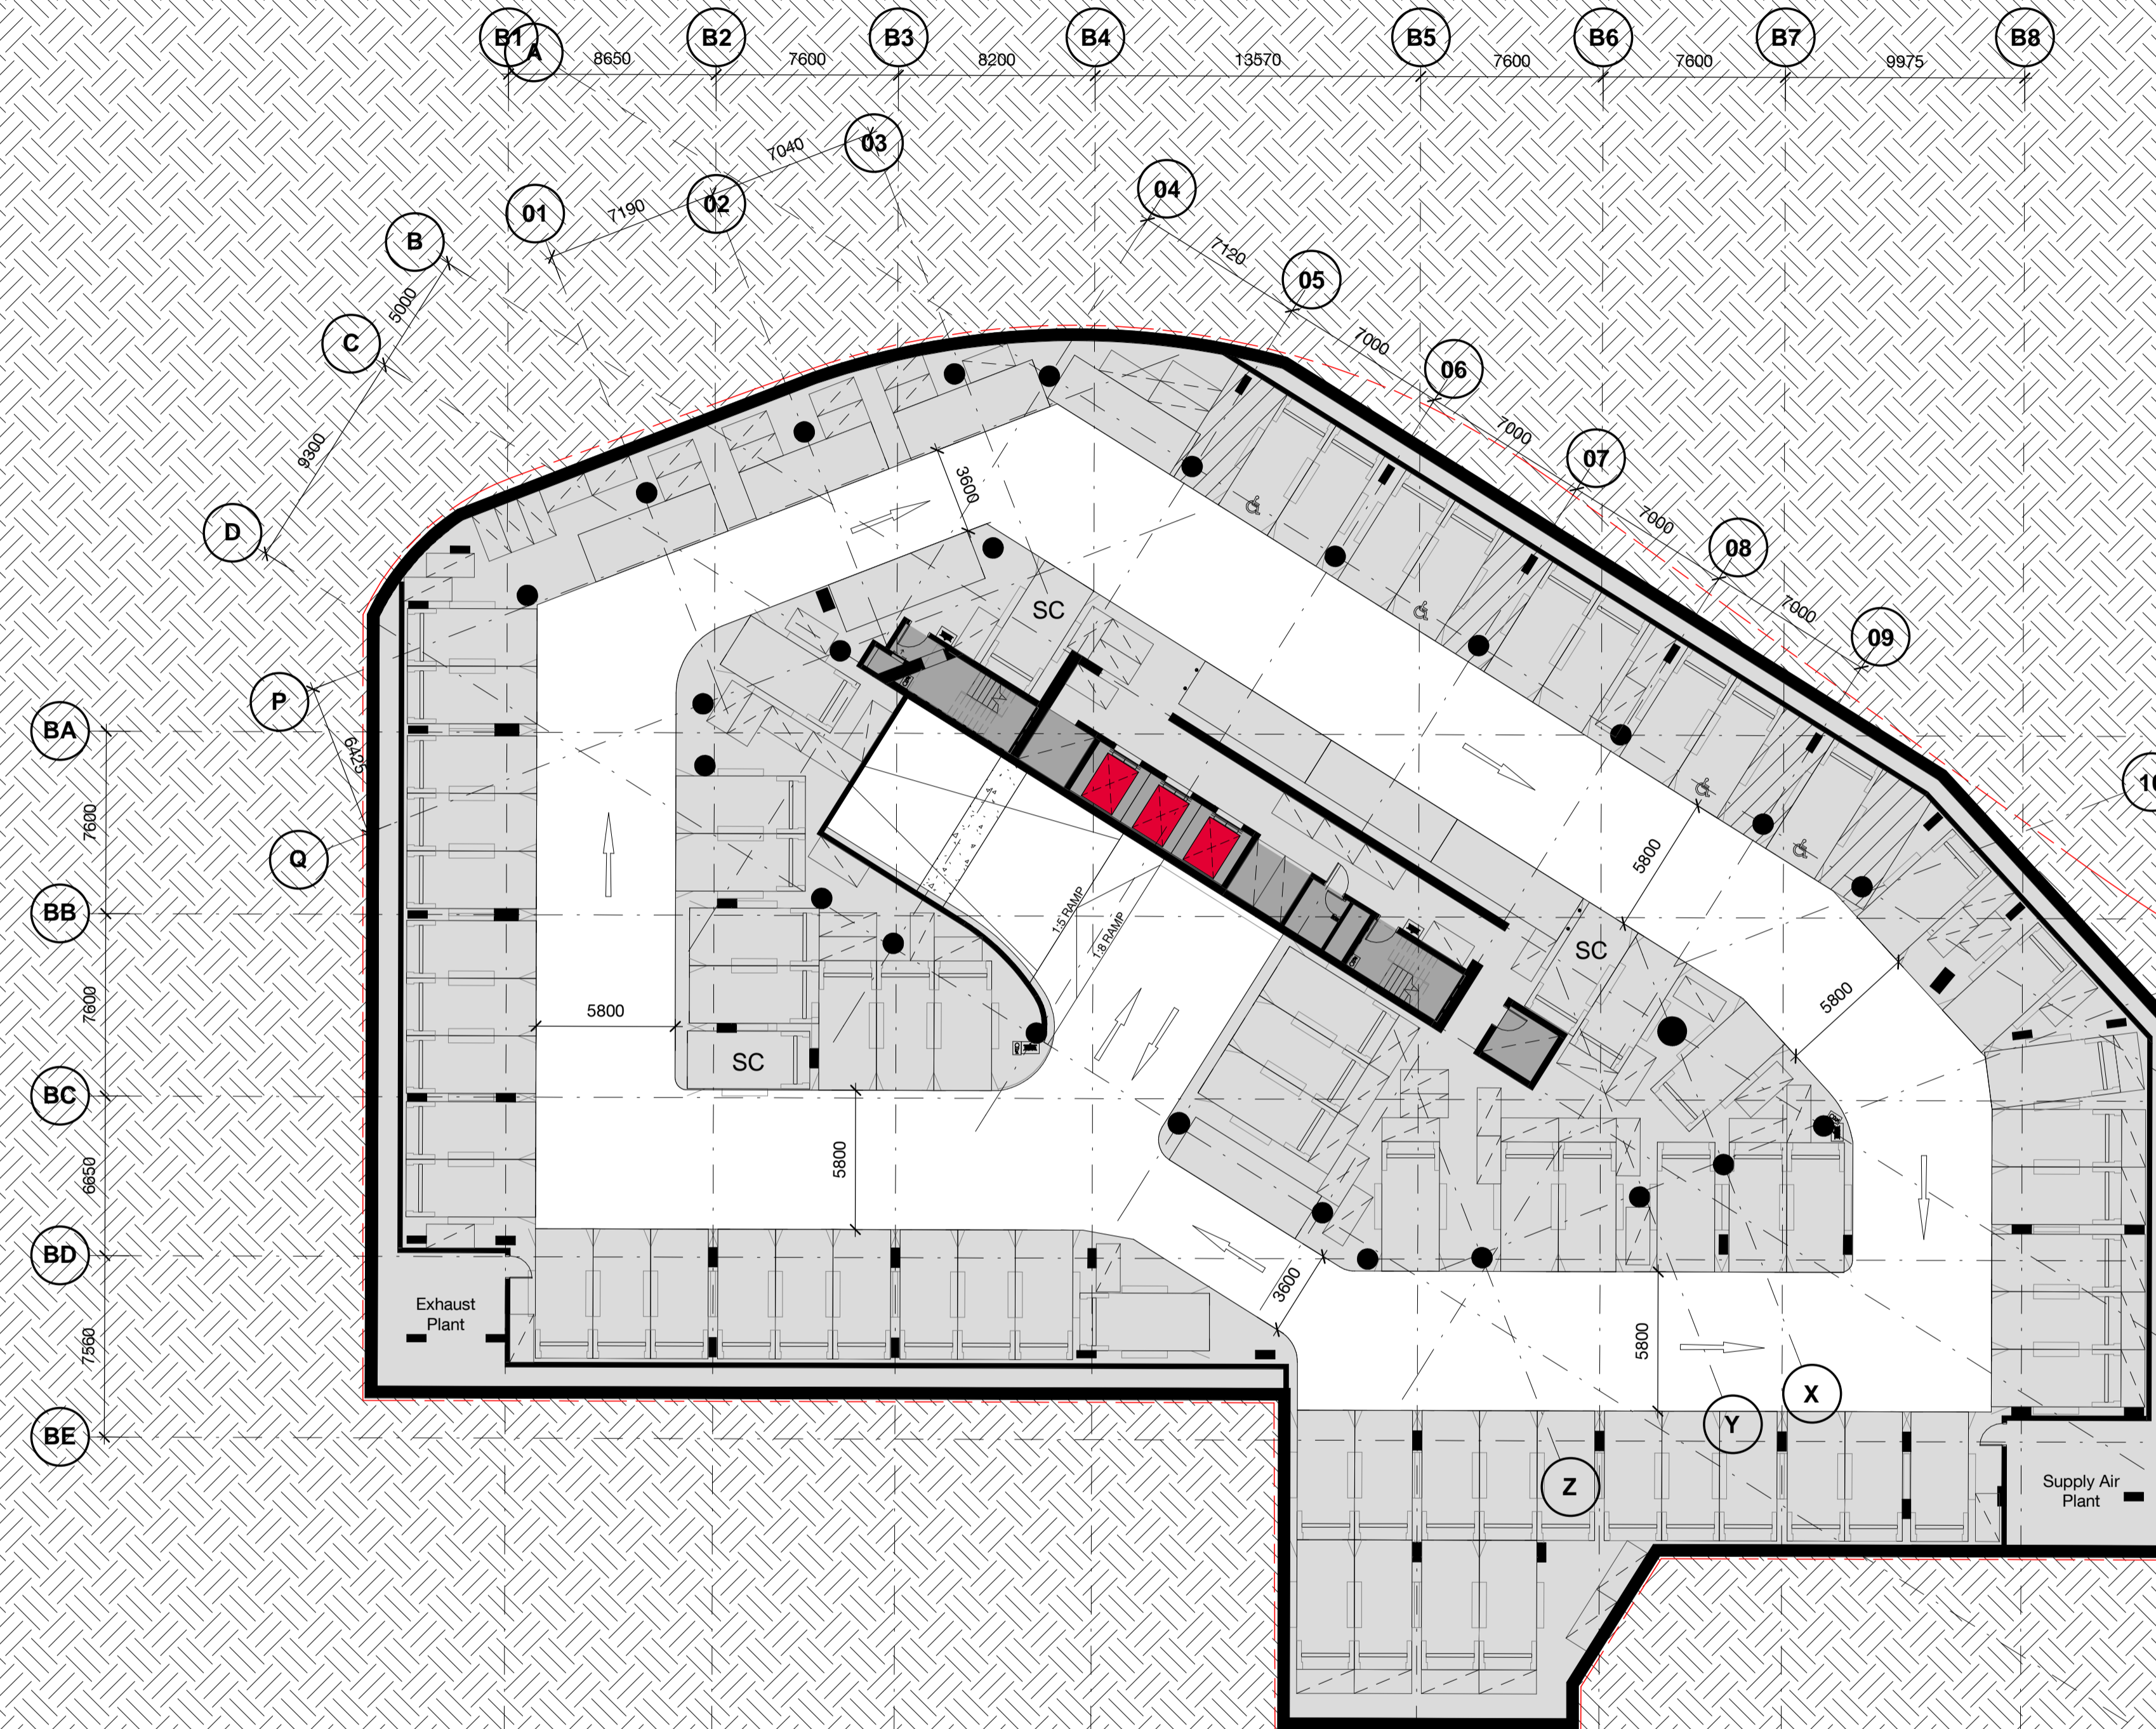 B1
A
8650
B2
7600
B3
8200
B4
13570
B5
7600
B6
7600
B7
9975
B8
7040
03
04
01
7190
02
B
7120
05
5000
C
7000
06
9300
7000
07
3600
D
7000
08
7000
09
SC
P
BA
6425
10
7600
5800
Q
1:5 RAMP
1:8 RAMP
BB
SC
7600
5800
5800
SC
BC
6650
5800
BD
3600
Exhaust
Plant
7560
5800
X
Y
BE
Z
Supply Air
Plant